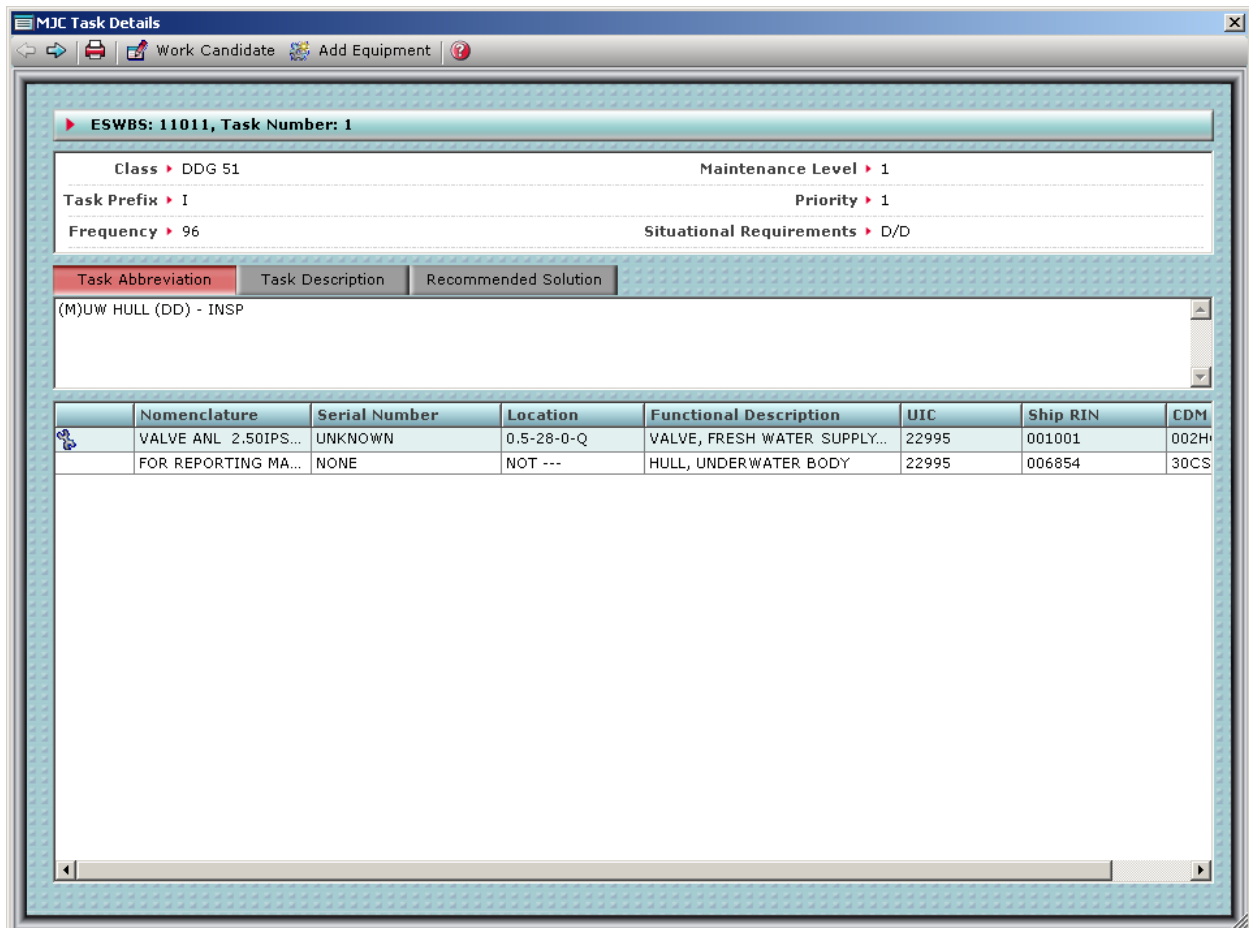 MJC Task Details
Work Candidate Add Equipment
ESWBS: 11011, Task Number: 1
Class DDG 51 Maintenance Level 1
Task Prefix I Priority 1
Frequency 96 Situational Requirements D/D
Task Abbreviation Task Description Recommended Solution
(M)UW HULL (DD) - INSP
Nomenclature Serial Number Location Functional Description UIC Ship RIN CDM
VALVE ANL 2.50IPS... UNKNOWN 0.5-28-0-Q VALVE, FRESH WATER SUPPLY... 22995 001001 002H
FOR REPORTING MA... NONE NOT --- HULL, UNDERWATER BODY 22995 006854 30CS